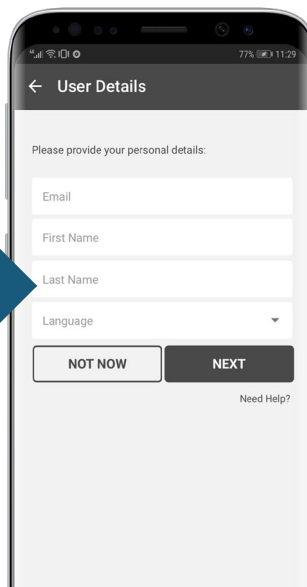 77% 11:29
User Details
Please provide your personal details:
Email
First Name
Last Name
Language
NOT NOW NEXT
Need Help?